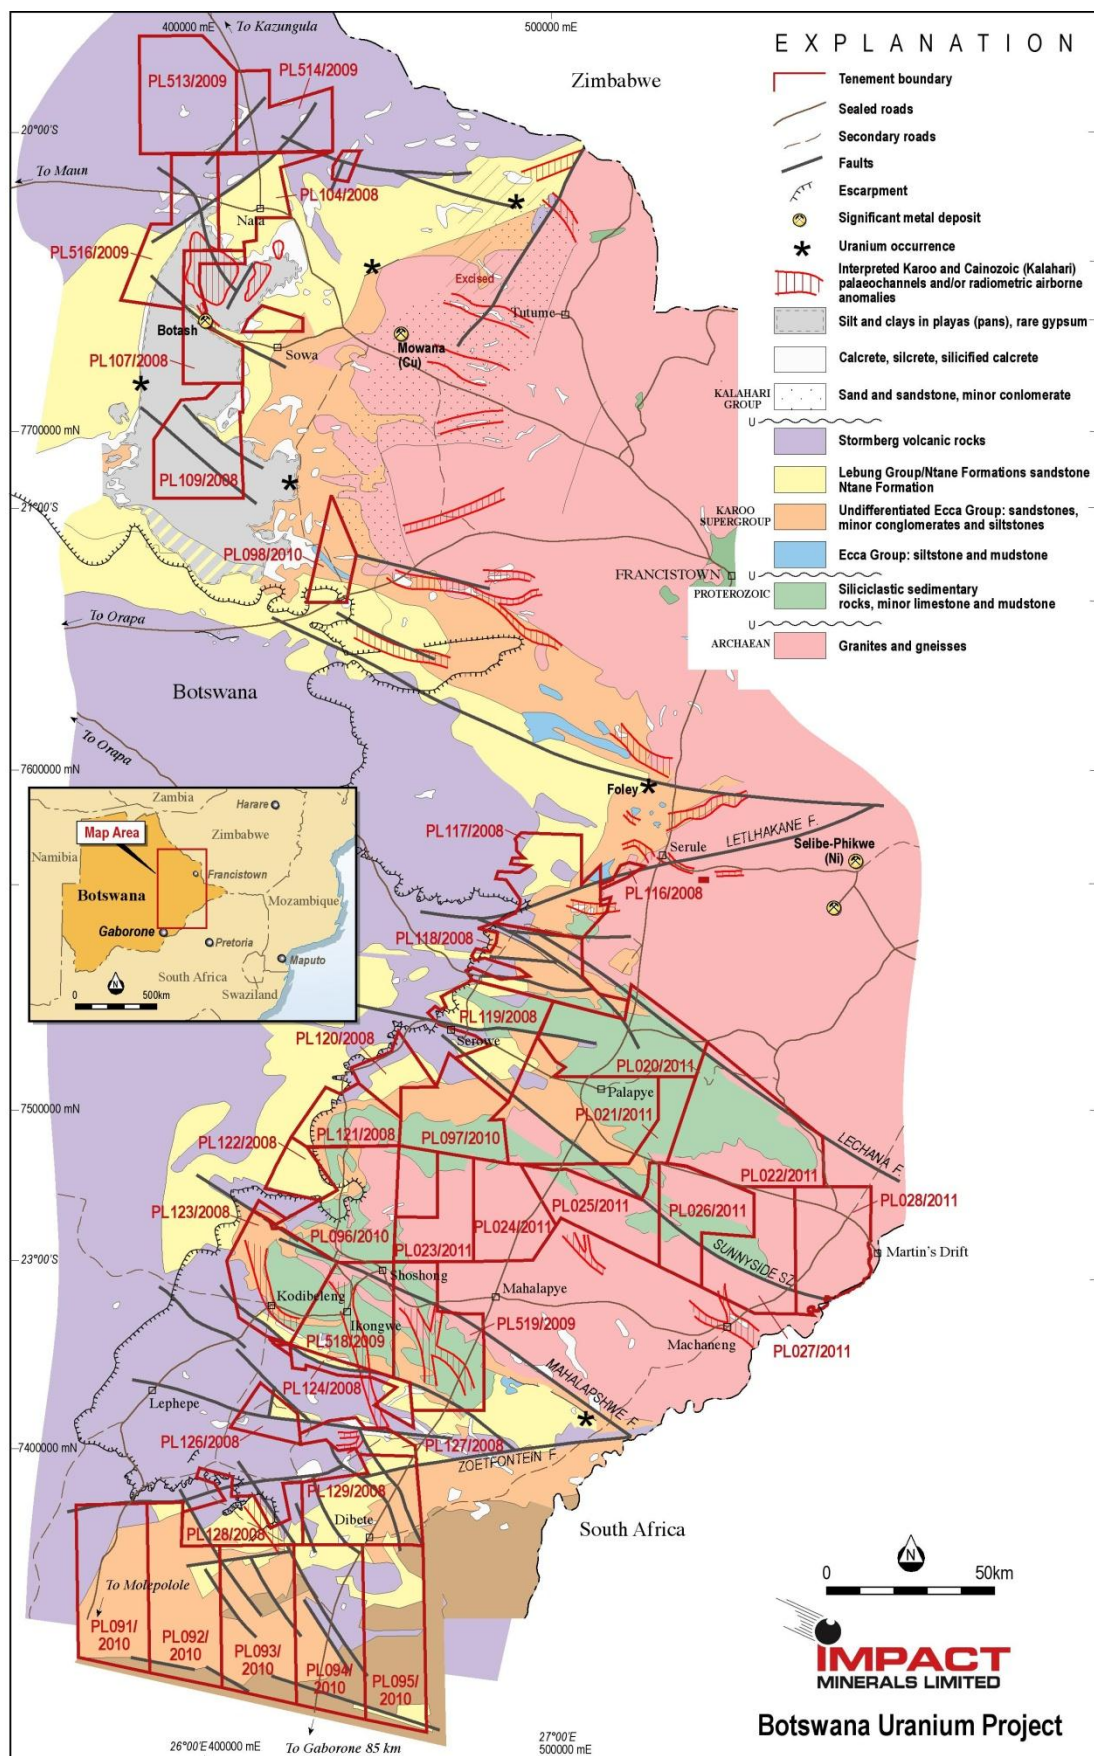 400000 mE
To Kazungula
500000 mE
E X P L A N A T I O N
Tenement boundary
Sealed roads
Secondary roads
Faults
Escarpment
Significant metal deposit
Uranium occurrence
Interpreted Karoo and Cainozoic (Kalahari)
palaeochannels and/or radiometric airborne
anomalies
Silt and clays in playas (pans), rare gypsum
Calcrete, silcrete, silicified calcrete
KALAHARI
GROUP
Sand and sandstone, minor conlomerate
U
Stormberg volcanic rocks
Lebung Group/Ntane Formations sandstone
Ntane Formation
KAROO
SUPERGROUP
Undifferentiated Ecca Group: sandstones,
minor conglomerates and siltstones
Ecca Group: siltstone and mudstone
U
PROTEROZOIC
Siliciclastic sedimentary
rocks, minor limestone and mudstone
U
ARCHAEAN
Granites and gneisses
PL513/2009
PL514/2009
Zimbabwe
20°00'S
To Maun
PL104/2008
Nata
PL516/2009
Excised
Tutume
Botash
Mowana
(Cu)
Sowa
PL107/2008
7700000 mN
PL109/2008
21°00'S
PL098/2010
FRANCISTOWN
To Orapa
Botswana
To Orapa
7600000 mN
Foley
LETLHAKANE F.
PL117/2008
Serule
Selibe-Phikwe
(Ni)
PL116/2008
Zambia
Harare
Map Area
Zimbabwe
Namibia
Francistown
Botswana
Mozambique
Gaborone
Pretoria
Maputo
South Africa
Swaziland
N
0
500km
PL118/2008
PL119/2008
Serowe
PL120/2008
PL020/2011
Palapye
PL021/2011
7500000 mN
PL121/2008
PL097/2010
PL122/2008
LECHANA F.
PL022/2011
PL028/2011
PL025/2011
PL026/2011
PL123/2008
PL024/2011
PL096/2010
PL023/2011
23°00'S
Martin's Drift
SUNNYSIDE SZ
Shoshong
Mahalapye
Kodibeleng
Ikongwe
PL519/2009
Machaneng
PL518/2009
PL027/2011
PL124/2008
MAHALAPSHWE F.
Lephepe
PL126/2008
PL127/2008
7400000 mN
ZOETFONTEIN F
PL129/2008
Dibete
PL128/2008
South Africa
To Molepolole
PL091/
2010
PL092/
2010
PL093/
2010
PL094/
2010
PL095/
2010
N
0
50km
IMPACT
MINERALS LIMITED
Botswana Uranium Project
26°00'E
400000 mE
To Gaborone 85 km
27°00'E
500000 mE